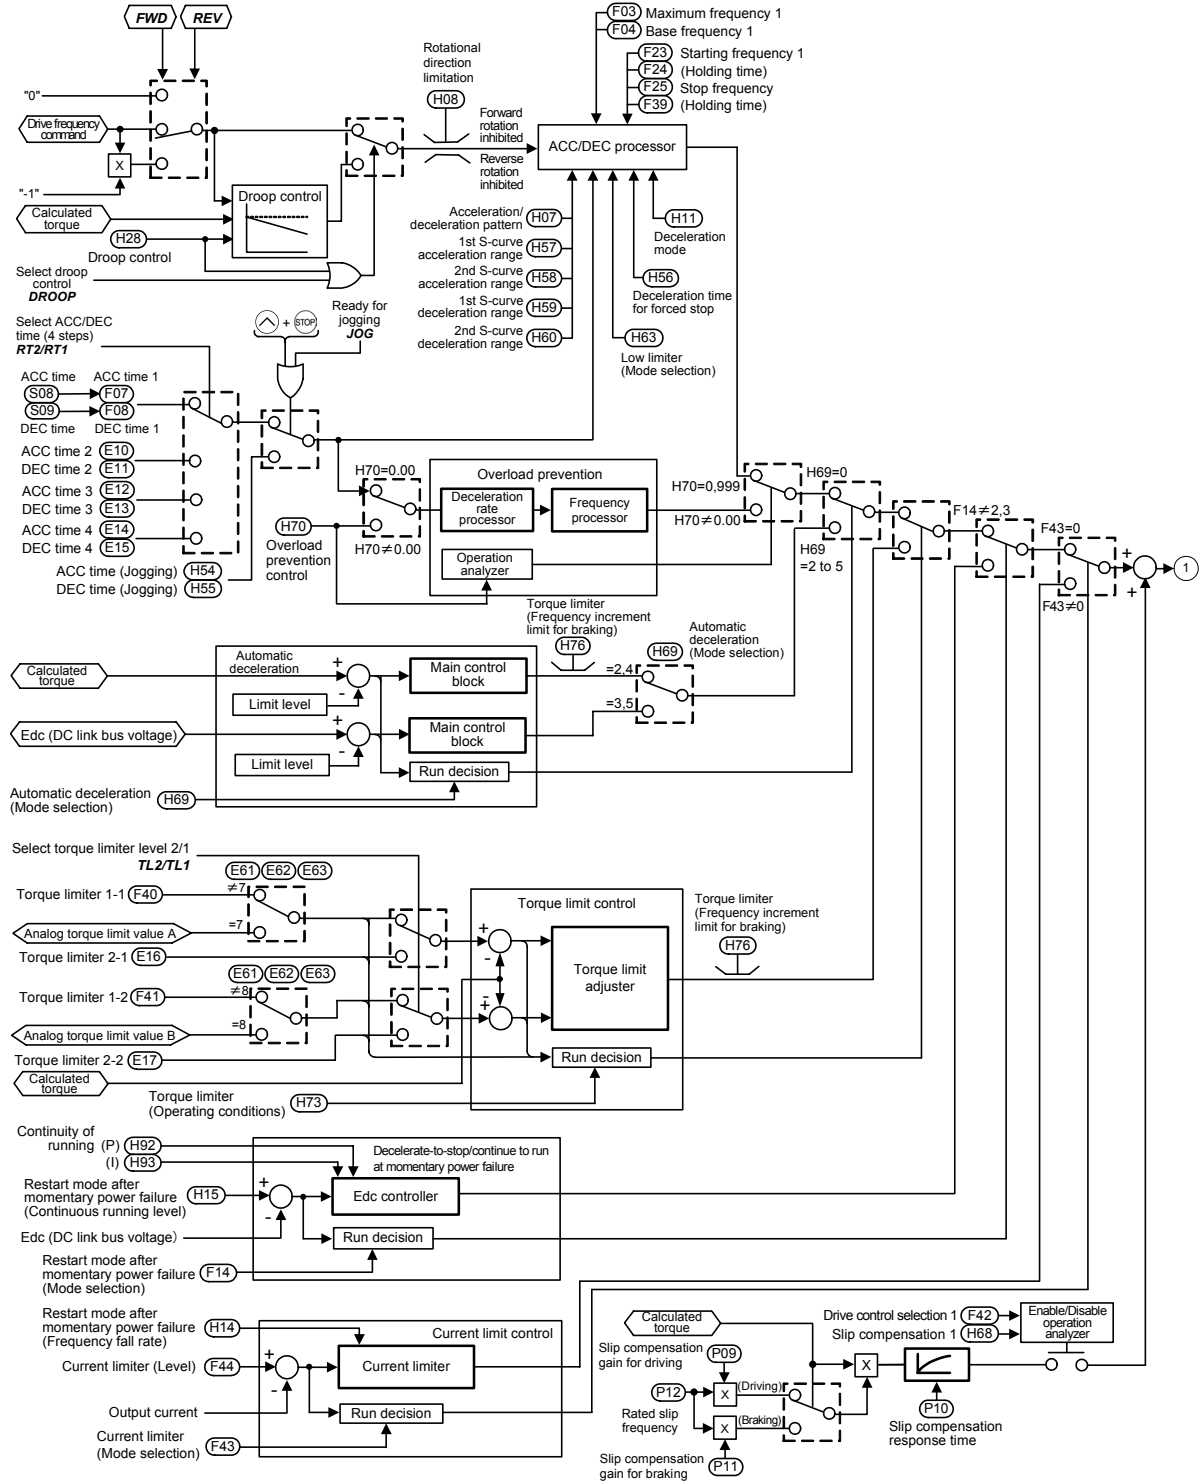 FWD
REV
"0"
Drive frequency
command
X
"-1"
Calculated
torque
H28
Droop control
Select droop
control
DROOP
Droop control
Rotational
direction
limitation
H08
Forward
rotation
inhibited
Reverse
rotation
inhibited
F03 Maximum frequency 1
F04 Base frequency 1
F23 Starting frequency 1
F24 (Holding time)
F25 Stop frequency
F39 (Holding time)
ACC/DEC processor
Acceleration/
deceleration pattern
H07
1st S-curve
acceleration range
H57
2nd S-curve
acceleration range
H58
1st S-curve
deceleration range
H59
2nd S-curve
deceleration range
H60
H11
Deceleration
mode
H56
Deceleration time
for forced stop
H63
Low limiter
(Mode selection)
Select ACC/DEC
time (4 steps)
RT2/RT1
+ STOP
Ready for
jogging
JOG
ACC time ACC time 1
S08 F07
S09 F08
DEC time DEC time 1
ACC time 2 E10
DEC time 2 E11
ACC time 3 E12
DEC time 3 E13
ACC time 4 E14
DEC time 4 E15
ACC time (Jogging) H54
DEC time (Jogging) H55
H70=0.00
H70
H70≠0.00
Overload
prevention
control
Overload prevention
Deceleration
rate
processor
Frequency
processor
Operation
analyzer
H70=0,999
H70≠0.00
H69=0
H69
=2 to 5
F14≠2,3
F43=0
F43≠0
+
+
1
Calculated
torque
Automatic
deceleration
+
-
Limit level
Main control
block
Edc (DC link bus voltage)
+
-
Limit level
Main control
block
Run decision
Automatic deceleration
(Mode selection)
H69
Torque limiter
(Frequency increment
limit for braking)
H76
=2,4
=3,5
H69
Automatic
deceleration
(Mode selection)
Select torque limiter level 2/1
TL2/TL1
E61 E62 E63
Torque limiter 1-1 F40
≠7
Analog torque limit value A
=7
Torque limiter 2-1 E16
E61 E62 E63
Torque limiter 1-2 F41
≠8
Analog torque limit value B
=8
Torque limiter 2-2 E17
Calculated
torque
Torque limiter
(Operating conditions)
H73
Torque limit control
+
-
-
+
Torque limit
adjuster
Run decision
Torque limiter
(Frequency increment
limit for braking)
H76
Continuity of
running (P) H92
(I) H93
Restart mode after
momentary power failure
(Continuous running level)
H15
+
-
Edc (DC link bus voltage)
Restart mode after
momentary power failure
(Mode selection)
F14
Decelerate-to-stop/continue to run
at momentary power failure
Edc controller
Run decision
Restart mode after
momentary power failure
(Frequency fall rate)
H14
Current limiter (Level) F44
+
-
Output current
Current limiter
(Mode selection)
F43
Current limit control
Current limiter
Run decision
Calculated
torque
Slip compensation
gain for driving
P09
P12
Rated slip
frequency
X
(Driving)
X
(Braking)
Slip compensation
gain for braking
P11
X
P10
Slip compensation
response time
Drive control selection 1 F42
Slip compensation 1 H68
Enable/Disable
operation
analyzer